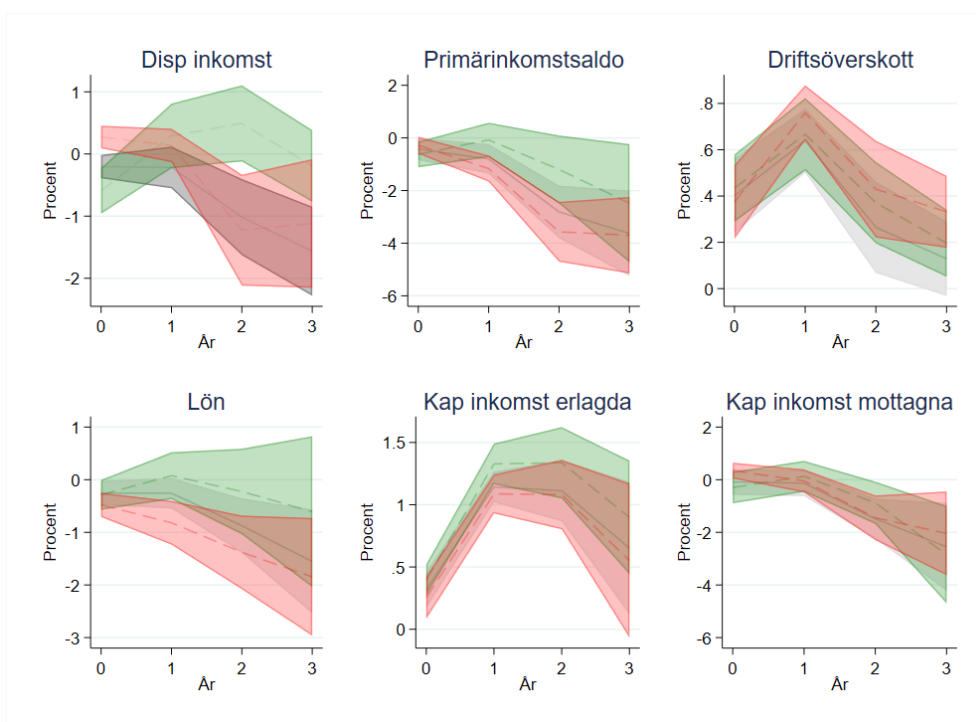 Disp inkomst
Procent
1
0
-1
-2
0 1 2 3
År
Primärinkomstsaldo
Procent
2
0
-2
-4
-6
0 1 2 3
År
Driftsöverskott
Procent
.8
.6
.4
.2
0
0 1 2 3
År
Lön
Procent
1
0
-1
-2
-3
0 1 2 3
År
Kap inkomst erlagda
Procent
1.5
1
.5
0
0 1 2 3
År
Kap inkomst mottagna
Procent
2
0
-2
-4
-6
0 1 2 3
År